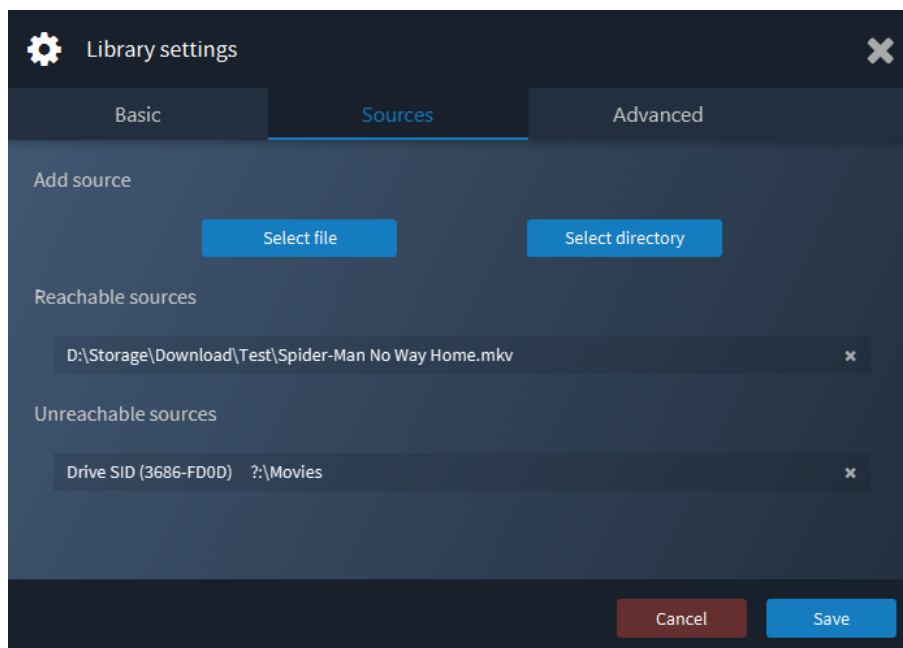 Library settings
Basic Sources Advanced
Add source
Select file Select directory
Reachable sources
D:\Storage\Download\Test\Spider-Man No Way Home.mkv
Unreachable sources
Drive SID (3686-FD0D) ?:\Movies
Cancel Save